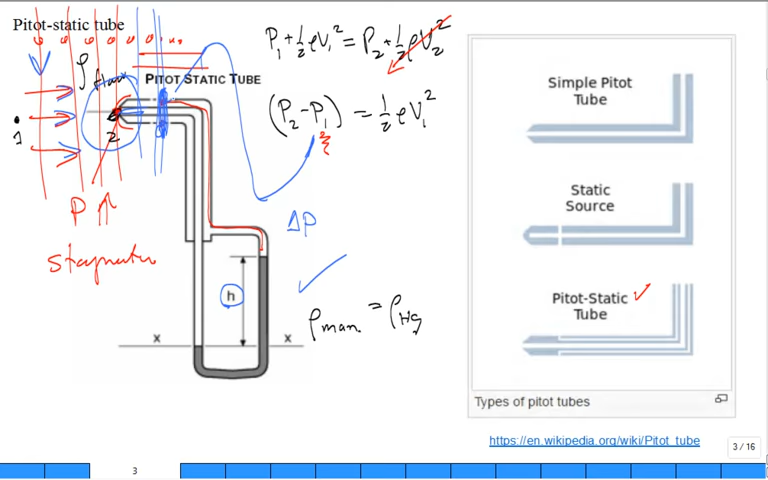 Pitot-static tube
P₁ + ½ρV₁² = P₂ + ½ρV₂²
ρflow
PITOT STATIC TUBE
(P₂ - P₁) = ½ρV₁²
1
2
P ⇈
ΔP
h
ρman = ρHg
x x
Simple Pitot
Tube
Static
Source
Pitot-Static ✓
Tube
Types of pitot tubes
https://en.wikipedia.org/wiki/Pitot_tube
3 / 16
3